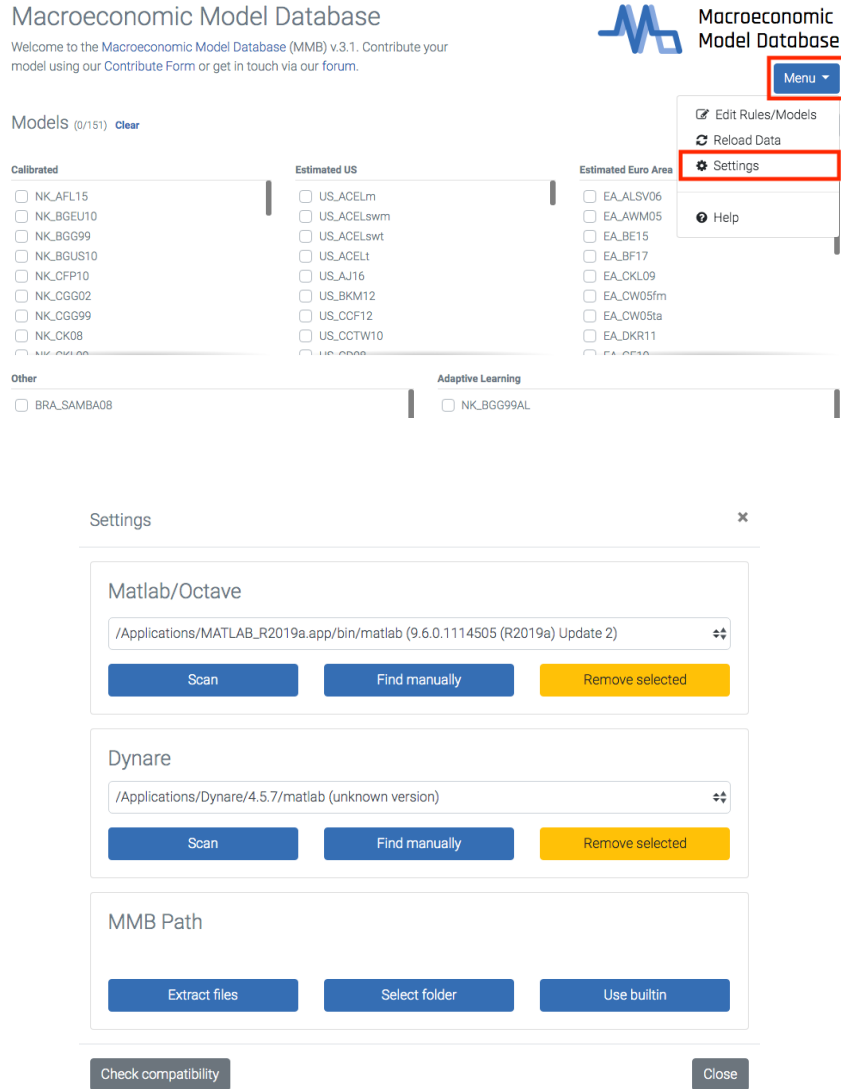 Macroeconomic Model Database
Welcome to the Macroeconomic Model Database (MMB) v.3.1. Contribute your
model using our Contribute Form or get in touch via our forum.
Macroeconomic
Model Database
Menu
Edit Rules/Models
Reload Data
Settings
Help
Models (0/151) Clear
Calibrated
NK_AFL15
NK_BGEU10
NK_BGG99
NK_BGUS10
NK_CFP10
NK_CGG02
NK_CGG99
NK_CK08
Estimated US
US_ACELm
US_ACELswm
US_ACELswt
US_ACELt
US_AJ16
US_BKM12
US_CCF12
US_CCTW10
Estimated Euro Area
EA_ALSV06
EA_AWM05
EA_BE15
EA_BF17
EA_CKL09
EA_CW05fm
EA_CW05ta
EA_DKR11
Other
BRA_SAMBA08
Adaptive Learning
NK_BGG99AL
Settings
Matlab/Octave
/Applications/MATLAB_R2019a.app/bin/matlab (9.6.0.1114505 (R2019a) Update 2)
Scan
Find manually
Remove selected
Dynare
/Applications/Dynare/4.5.7/matlab (unknown version)
Scan
Find manually
Remove selected
MMB Path
Extract files
Select folder
Use builtin
Check compatibility
Close